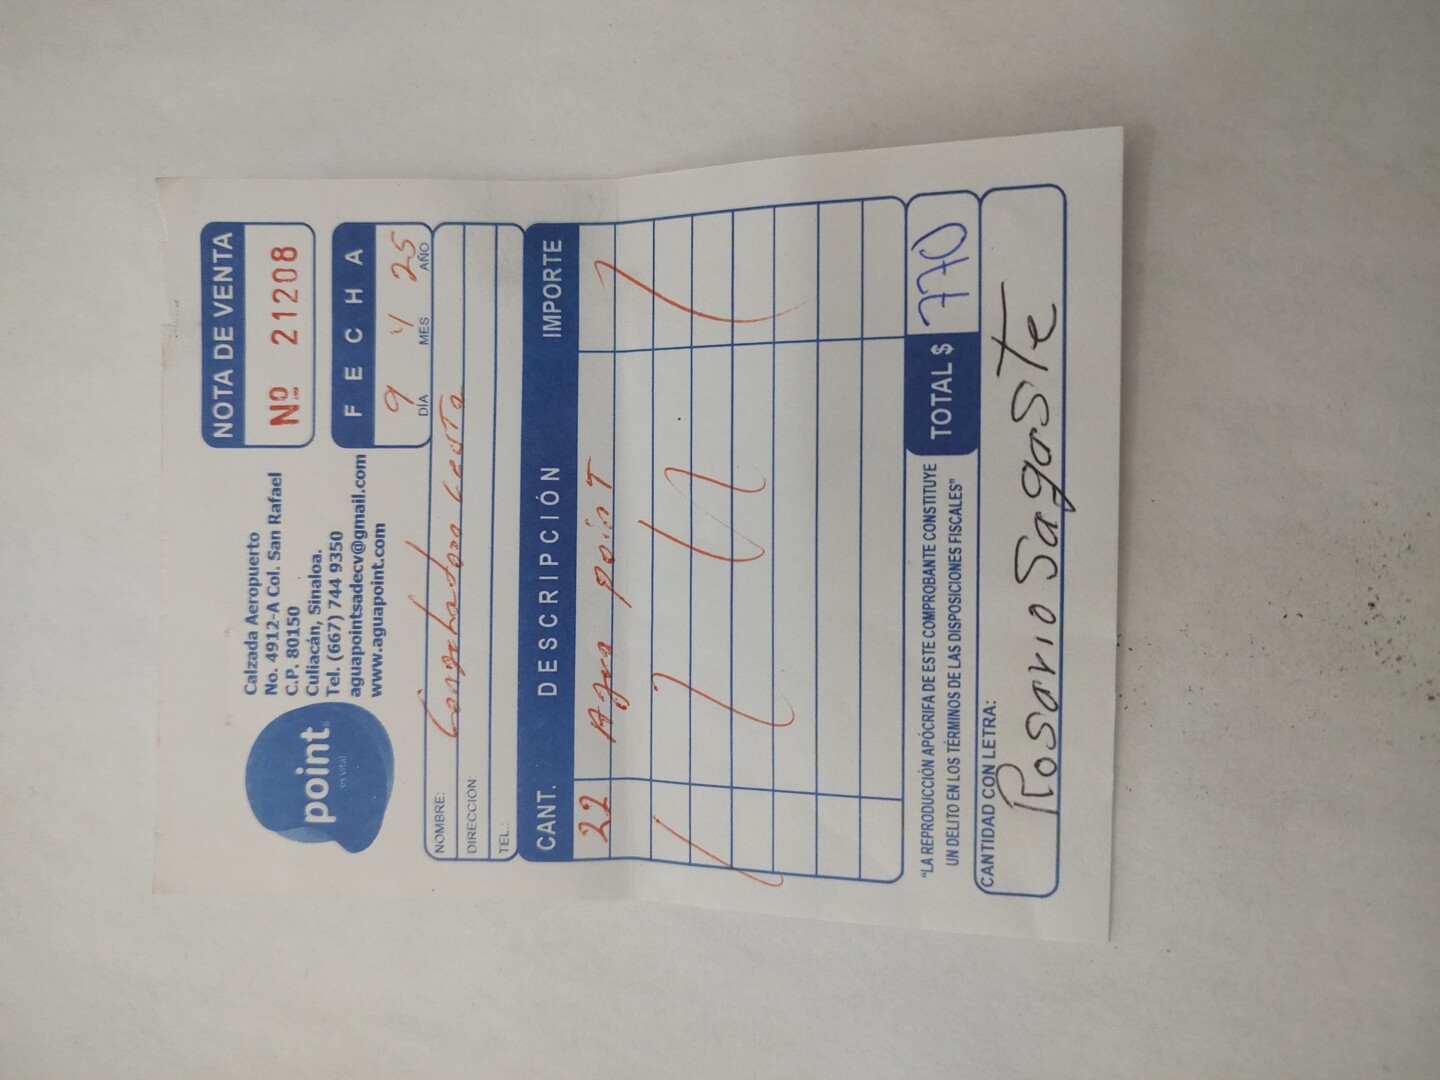 point
es vital
Calzada Aeropuerto
No. 4912-A Col. San Rafael
C.P. 80150
Culiacán, Sinaloa.
Tel. (667) 744 9350
aguapointsadecv@gmail.com
www.aguapoint.com
NOTA DE VENTA
Nº 21208
FECHA
9 4 25
DÍA MES AÑO
NOMBRE:
DIRECCION:
TEL.:
CANT. DESCRIPCIÓN IMPORTE
22 Agua Point
"LA REPRODUCCIÓN APÓCRIFA DE ESTE COMPROBANTE CONSTITUYE
UN DELITO EN LOS TÉRMINOS DE LAS DISPOSICIONES FISCALES"
TOTAL $ 770
CANTIDAD CON LETRA:
Rosario Sagaste